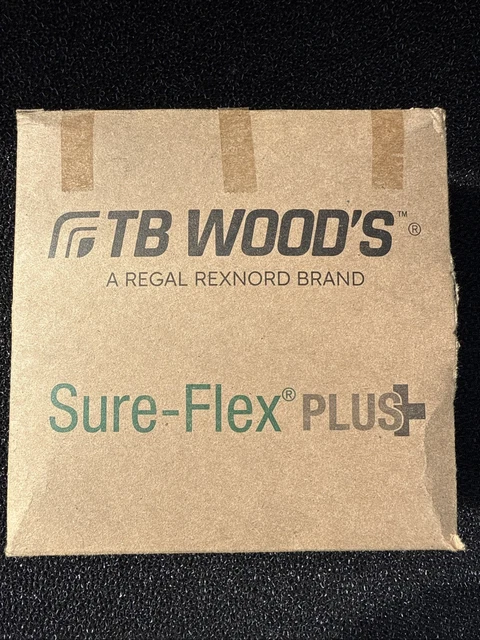 TB WOOD'S™®
A REGAL REXNORD BRAND
Sure-Flex® PLUS+